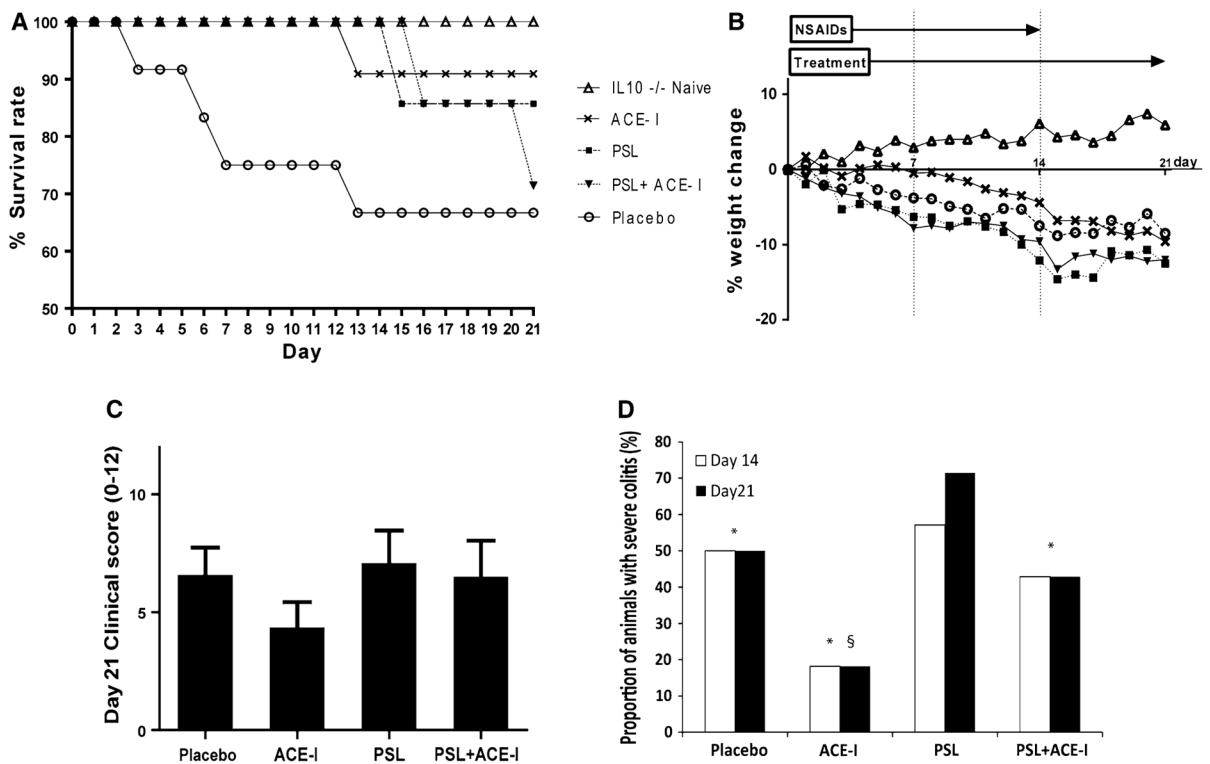 A
% Survival rate
100
90
80
70
60
50
0 1 2 3 4 5 6 7 8 9 10 11 12 13 14 15 16 17 18 19 20 21
Day
IL10 -/- Naive
ACE- I
PSL
PSL+ ACE- I
Placebo
B
NSAIDs
Treatment
% weight change
10
0
-10
-20
7 14 21 day
C
Day 21 Clinical score (0-12)
10
5
0
Placebo ACE-I PSL PSL+ACE-I
D
Proportion of animals with severe colitis (%)
80
70
60
50
40
30
20
10
0
Day 14
Day21
*
* §
*
Placebo ACE-I PSL PSL+ACE-I